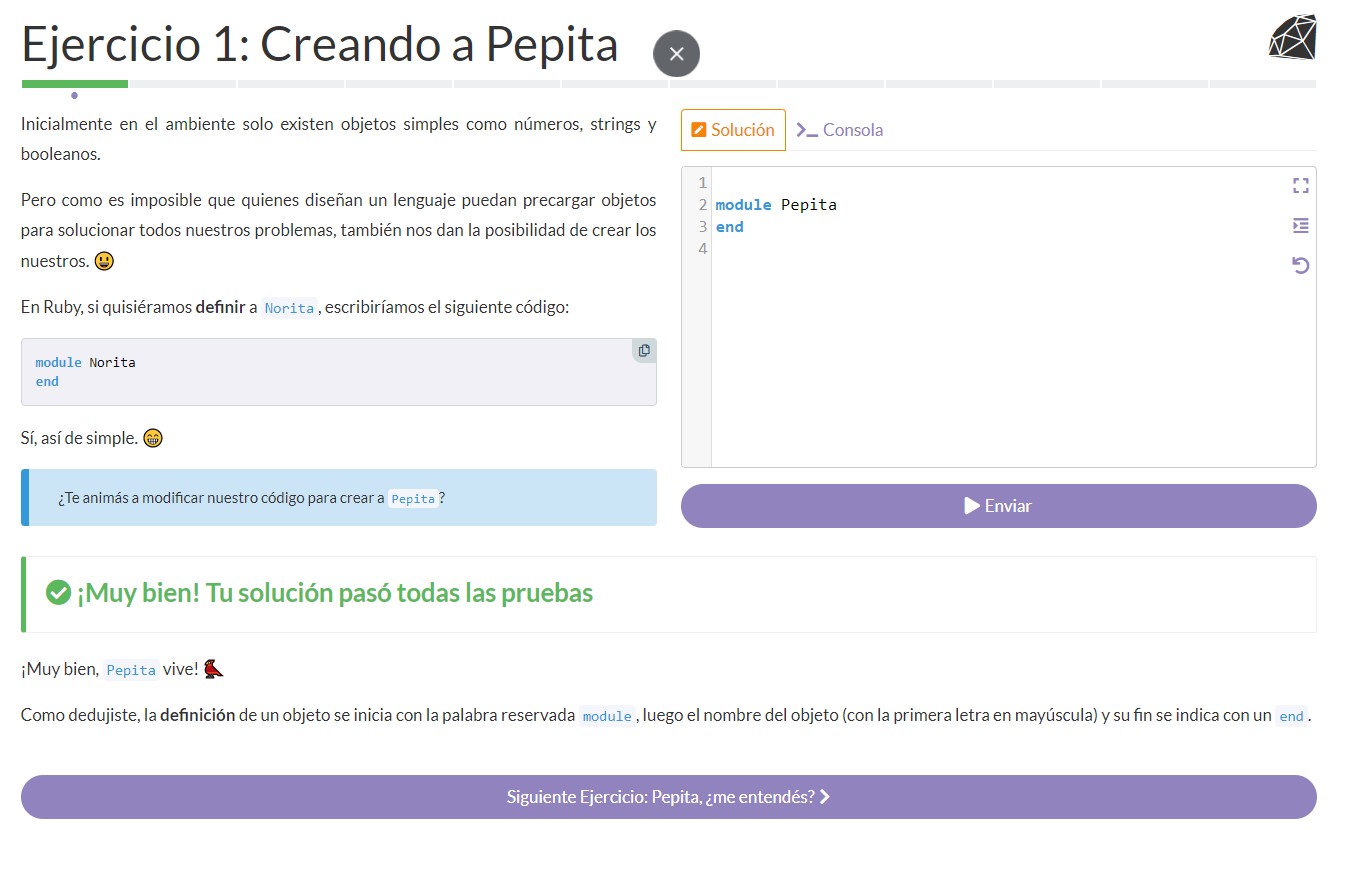 Ejercicio 1: Creando a Pepita
Inicialmente en el ambiente solo existen objetos simples como números, strings y
booleanos.
Pero como es imposible que quienes diseñan un lenguaje puedan precargar objetos
para solucionar todos nuestros problemas, también nos dan la posibilidad de crear los
nuestros. 😃
En Ruby, si quisiéramos definir a Norita, escribiríamos el siguiente código:
module Norita
end
Sí, así de simple. 😁
¿Te animás a modificar nuestro código para crear a Pepita?
Solución
Consola
1
2 module Pepita
3 end
4
Enviar
¡Muy bien! Tu solución pasó todas las pruebas
¡Muy bien, Pepita vive!
Como dedujiste, la definición de un objeto se inicia con la palabra reservada module, luego el nombre del objeto (con la primera letra en mayúscula) y su fin se indica con un end.
Siguiente Ejercicio: Pepita, ¿me entendés?